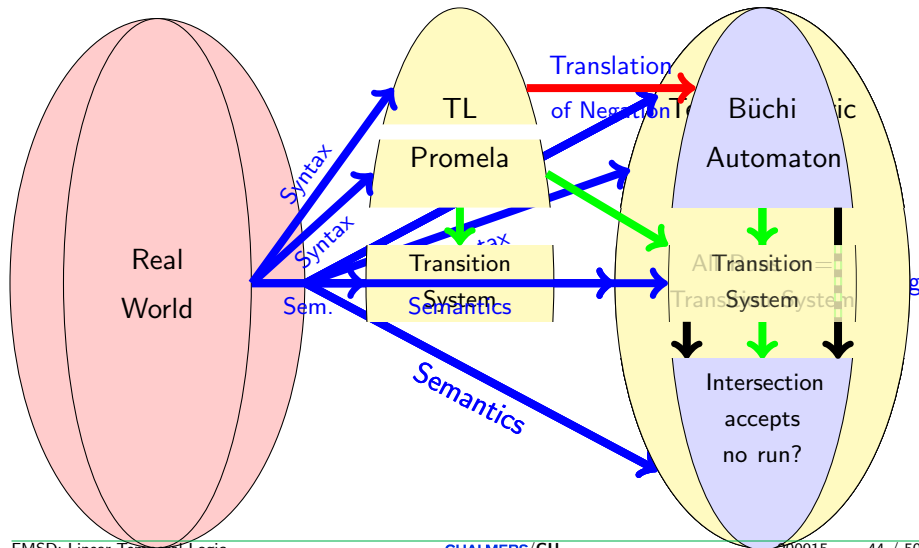 Translation
of Negation
TL
Büchi
Promela
Automaton
Syntax
Syntax
Real
World
Transition
System
Transition
System
Sem.
Semantics
Semantics
Intersection
accepts
no run?
CHALMERS/GU